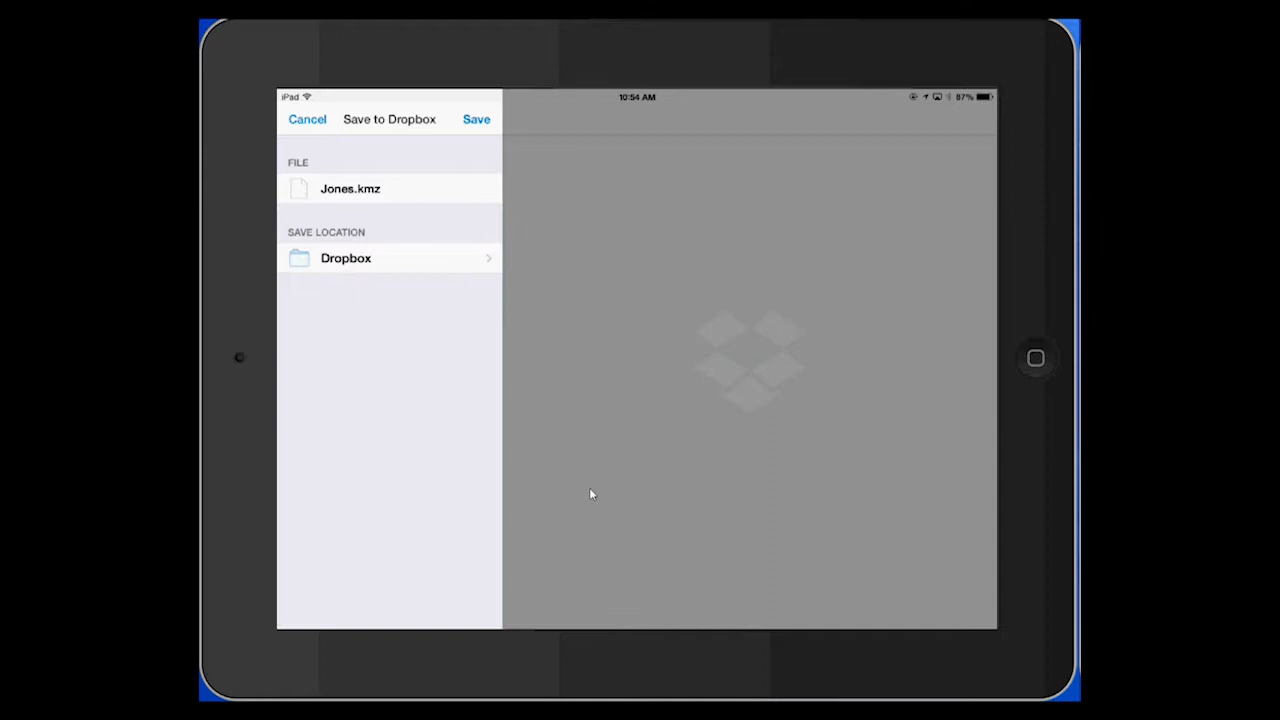 iPad
10:54 AM
87%
Cancel Save to Dropbox Save
FILE
Jones.kmz
SAVE LOCATION
Dropbox